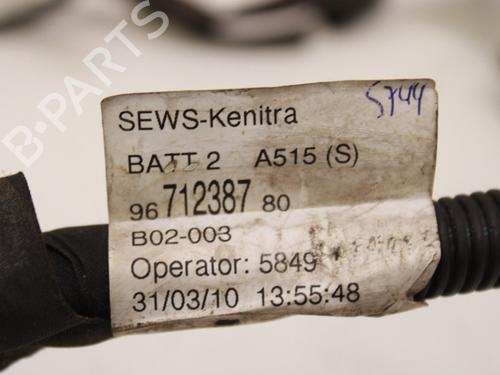 B-PARTS
5744
SEWS-Kenitra
BATT 2 A515 (S)
96 712387 80
B02-003
Operator: 5849
31/03/10 13:55:48